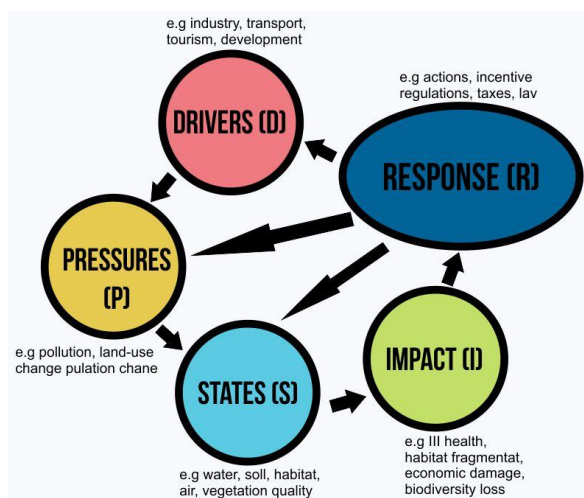 e.g industry, transport,
tourism, development
DRIVERS (D)
e.g actions, incentive
regulations, taxes, lav
RESPONSE (R)
PRESSURES
(P)
e.g pollution, land-use
change pulation chane
STATES (S)
e.g water, soll, habitat,
air, vegetation quality
IMPACT (I)
e.g III health,
habitat fragmentat,
economic damage,
biodiversity loss